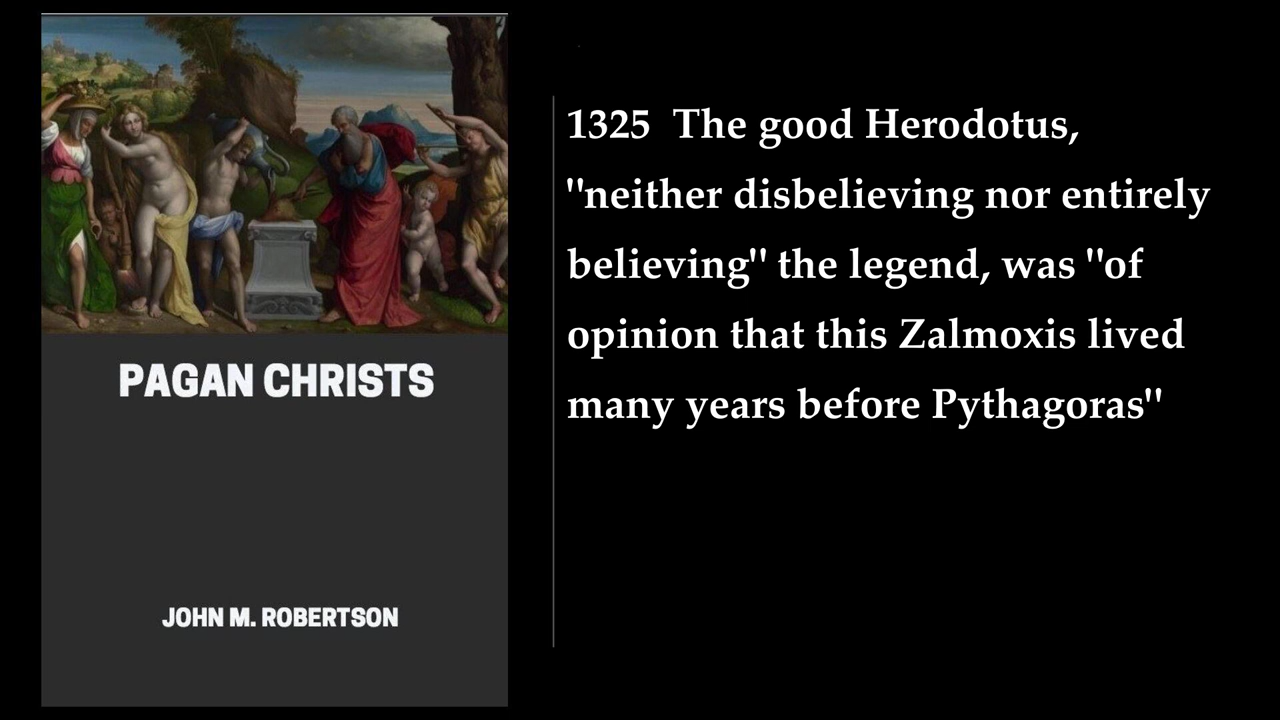 PAGAN CHRISTS
JOHN M. ROBERTSON
1325 The good Herodotus,
"neither disbelieving nor entirely
believing" the legend, was "of
opinion that this Zalmoxis lived
many years before Pythagoras"